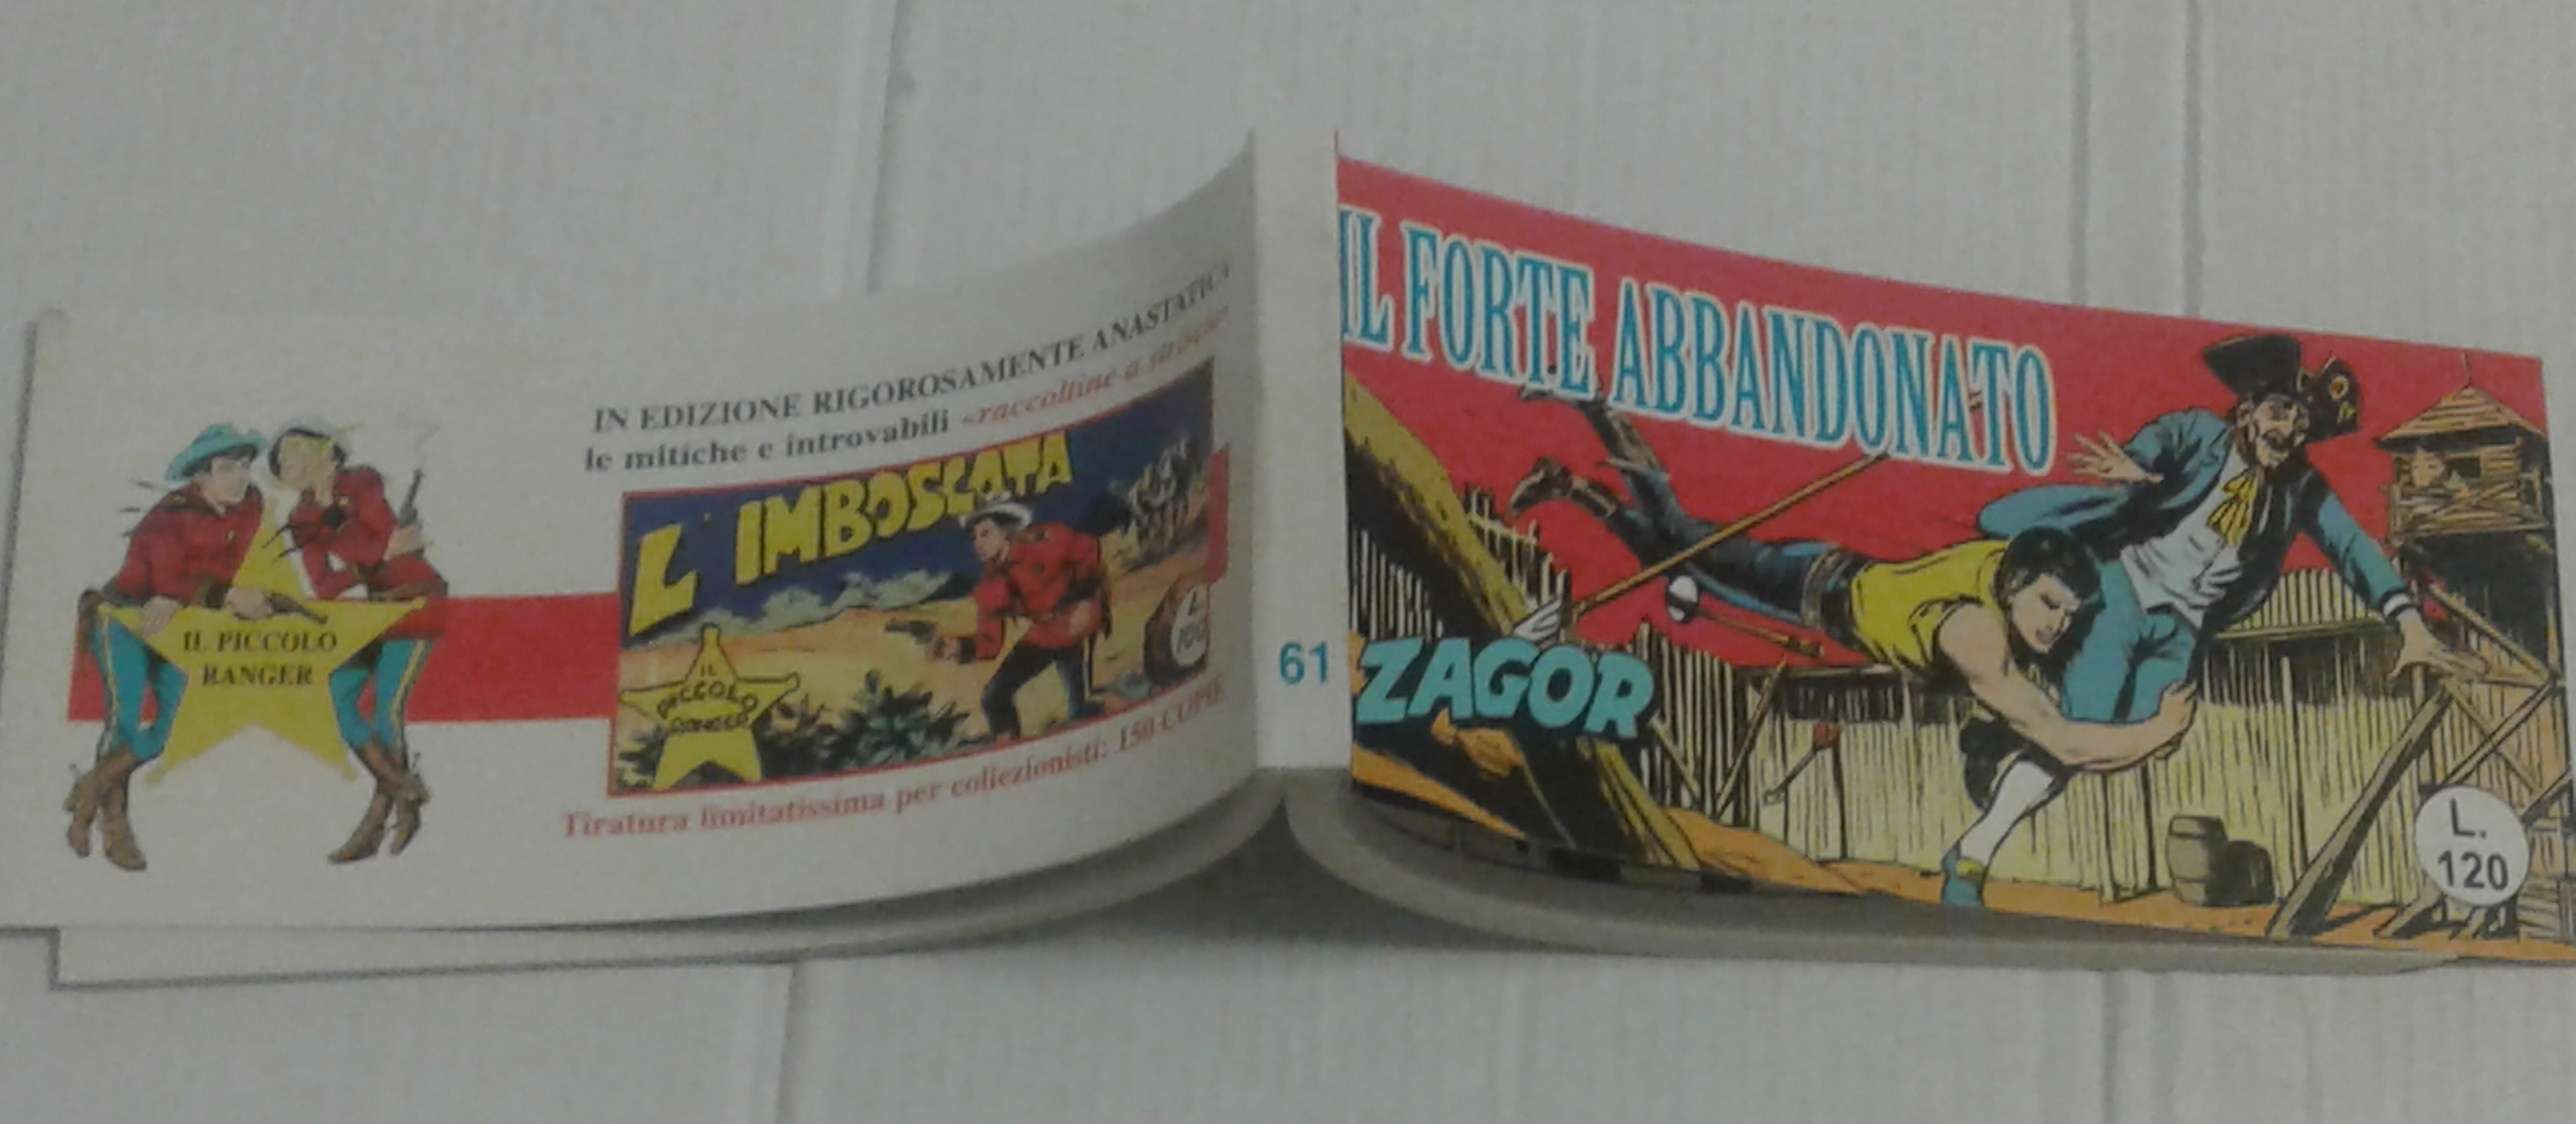 IN EDIZIONE RIGOROSAMENTE ANASTATICA
le mitiche e introvabili «raccoltine a striscia»
L'IMBOSCATA
IL
PICCOLO
RANGER
L.
100
Tiratura limitatissima per collezionisti: 150 COPIE
IL PICCOLO
RANGER
61
IL FORTE ABBANDONATO
ZAGOR
L.
120